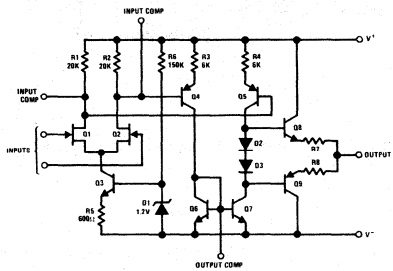 INPUT COMP
V+
R1
20K
R2
20K
R6
150K
R3
6K
R4
6K
INPUT
COMP
Q4
Q5
Q8
Q1
Q2
D2
R7
INPUTS
OUTPUT
D3
R8
Q3
Q9
D1
1.2V
R5
600Ω
Q6
Q7
V-
OUTPUT COMP